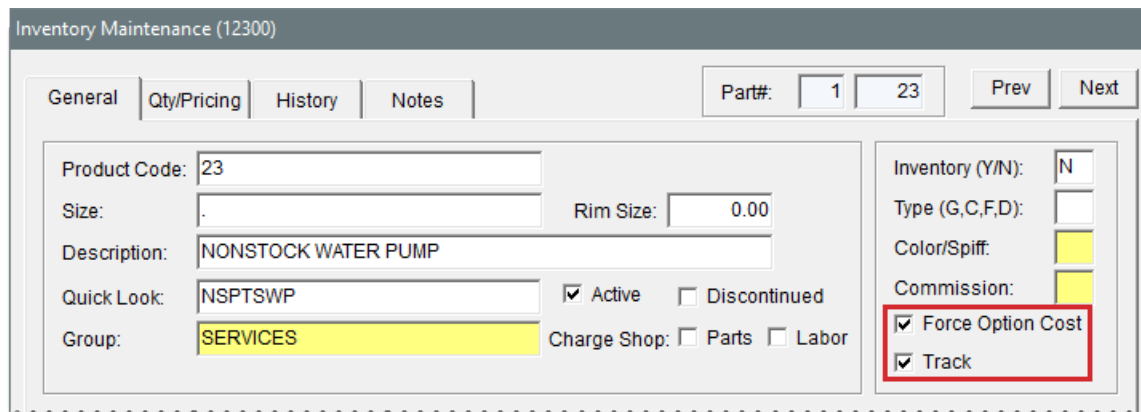 Inventory Maintenance (12300)
General Qty/Pricing History Notes Part#: 1 23 Prev Next
Product Code: 23 Inventory (Y/N): N
Size: . Rim Size: 0.00 Type (G,C,F,D):
Description: NONSTOCK WATER PUMP Color/Spiff:
Quick Look: NSPTSWP Active Discontinued Commission:
Group: SERVICES Charge Shop: Parts Labor Force Option Cost
Track